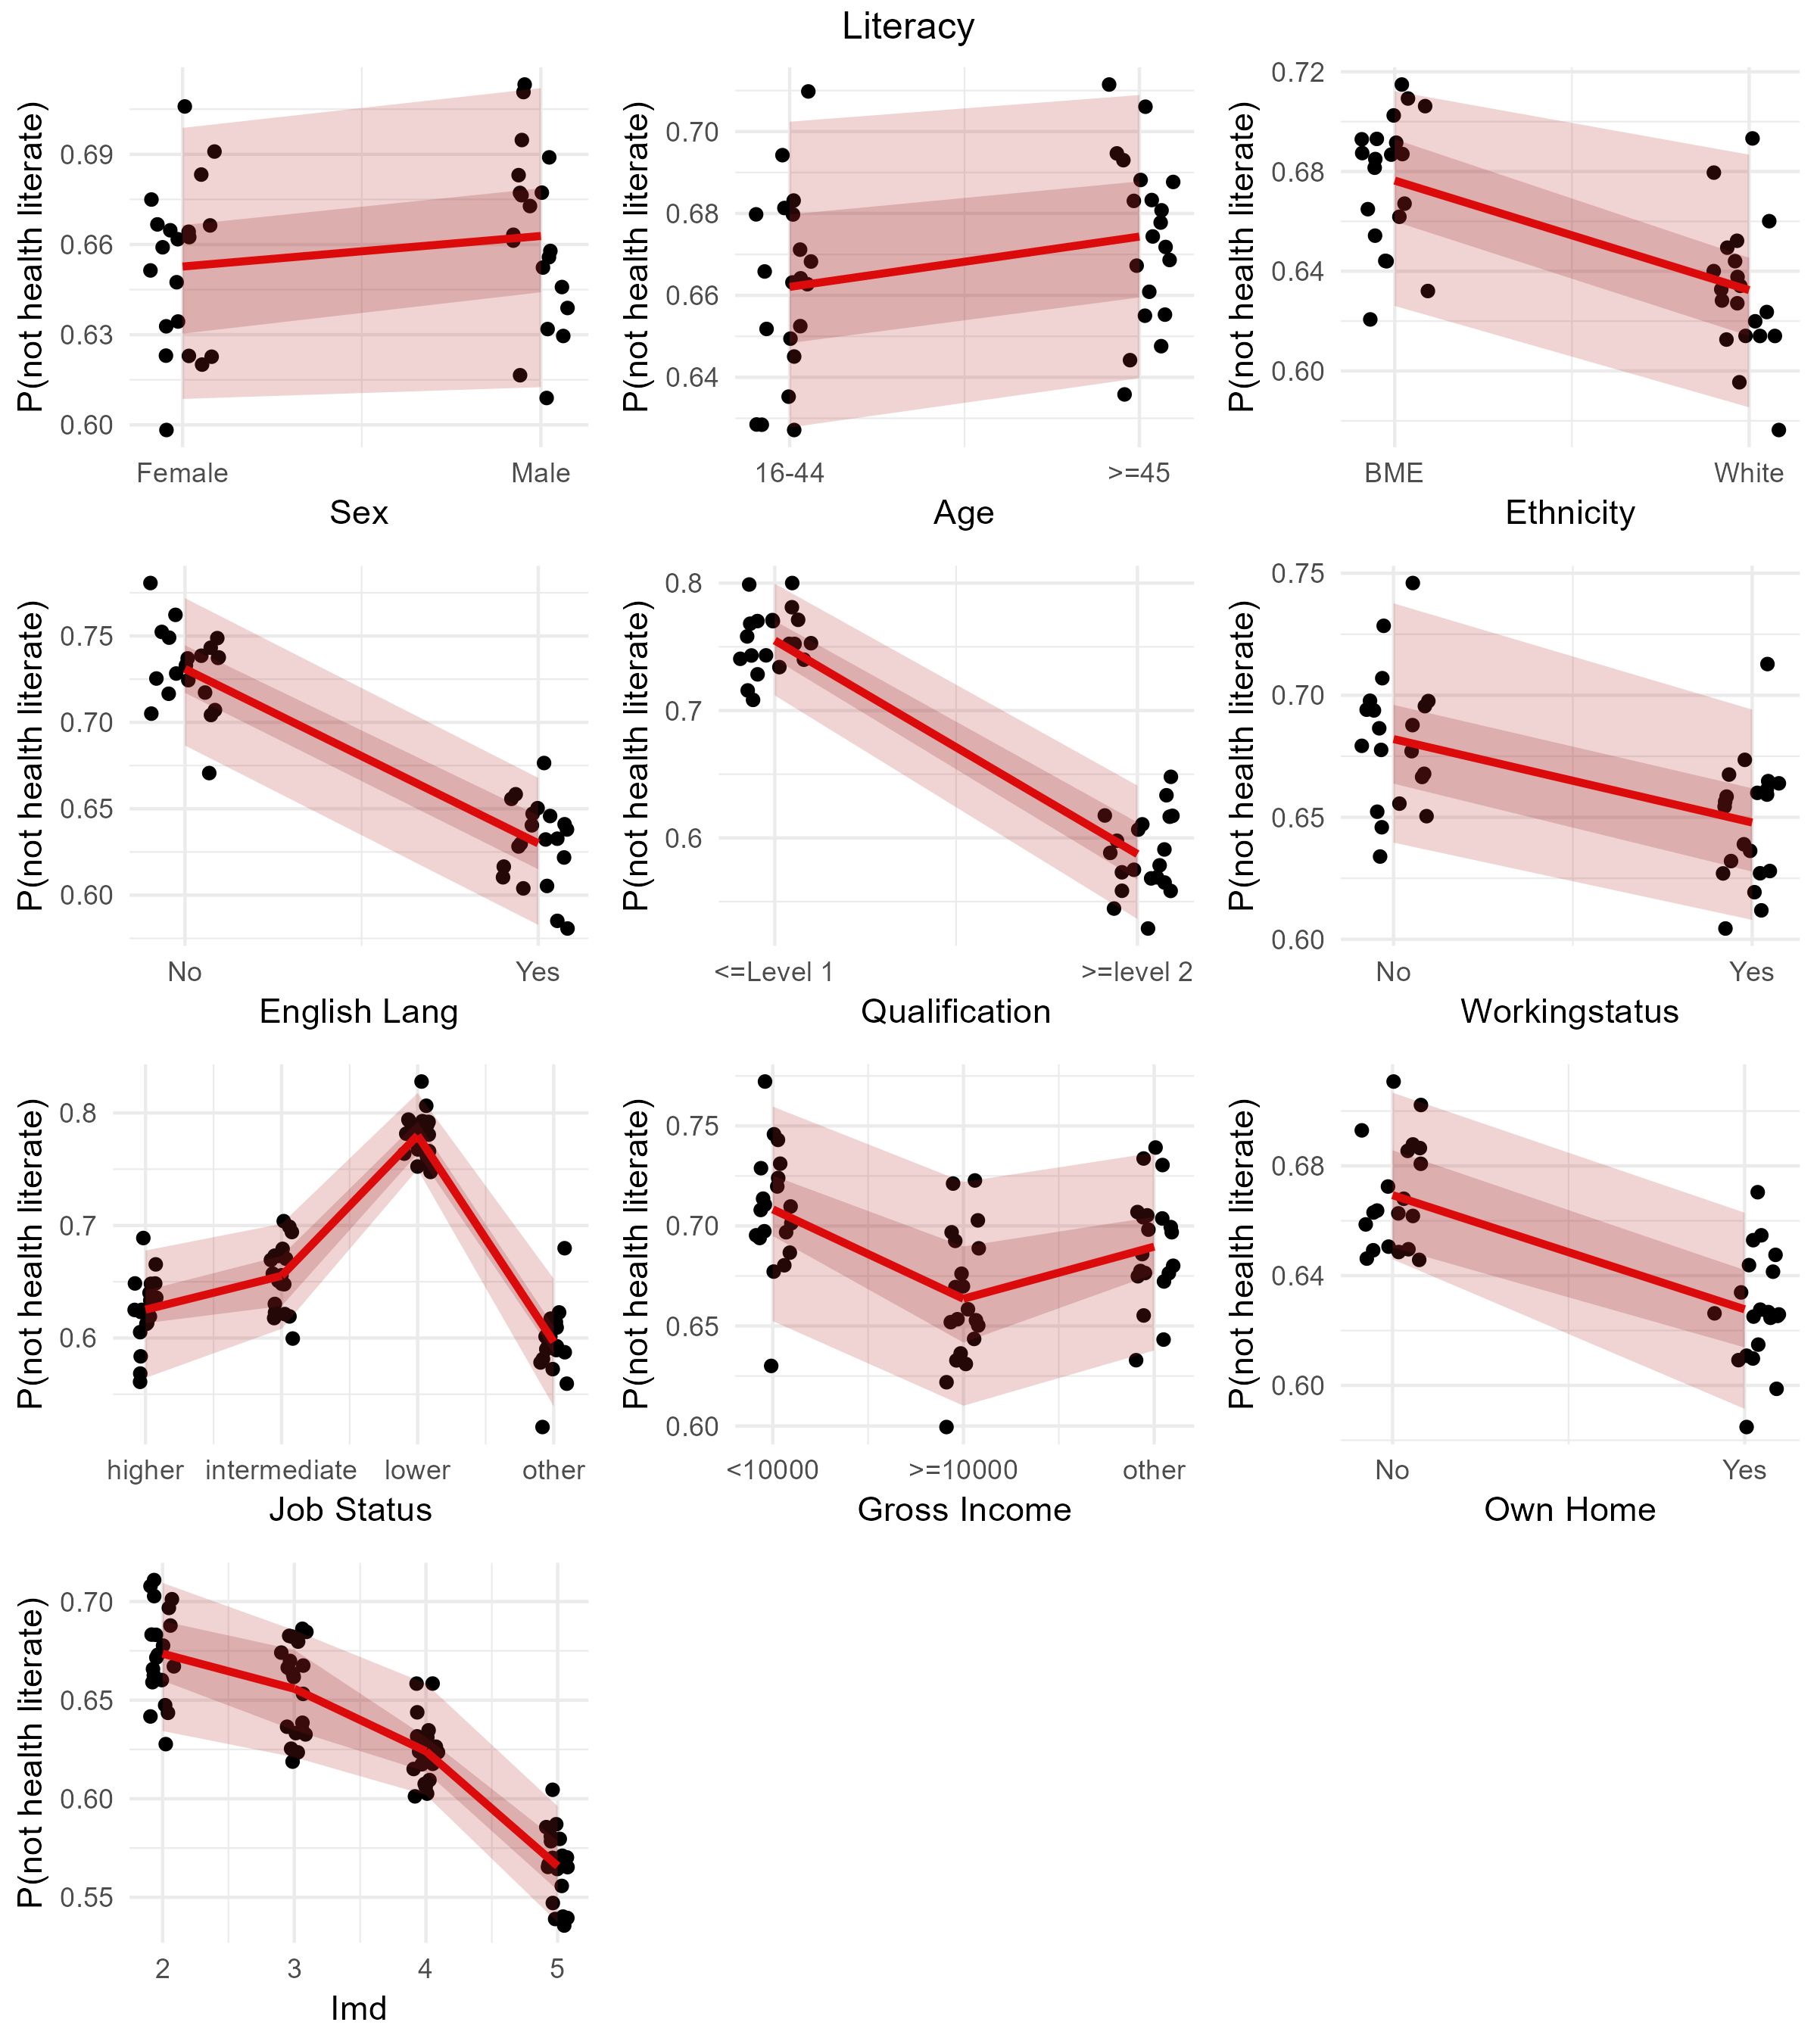 Literacy
P(not health literate)
0.69
0.66
0.63
0.60
Female Male
Sex
P(not health literate)
0.70
0.68
0.66
0.64
16-44 >=45
Age
P(not health literate)
0.72
0.68
0.64
0.60
BME White
Ethnicity
P(not health literate)
0.75
0.70
0.65
0.60
No Yes
English Lang
P(not health literate)
0.8
0.7
0.6
<=Level 1 >=level 2
Qualification
P(not health literate)
0.75
0.70
0.65
0.60
No Yes
Workingstatus
P(not health literate)
0.8
0.7
0.6
higher intermediate lower other
Job Status
P(not health literate)
0.75
0.70
0.65
0.60
<10000 >=10000 other
Gross Income
P(not health literate)
0.68
0.64
0.60
No Yes
Own Home
P(not health literate)
0.70
0.65
0.60
0.55
2 3 4 5
Imd